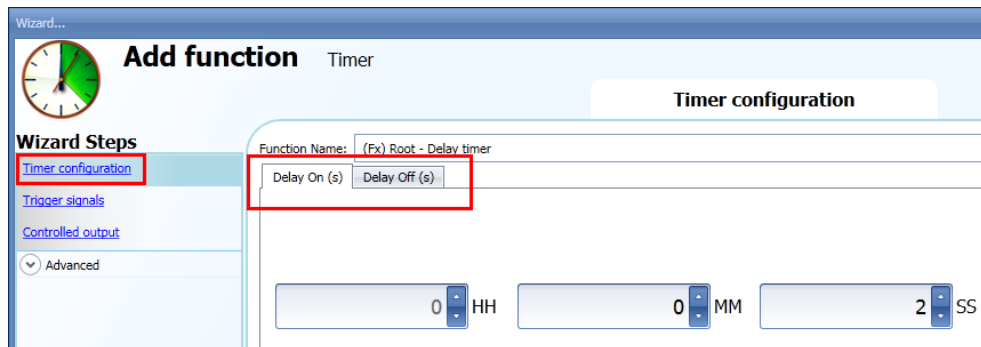 Wizard...
Add function Timer
Timer configuration
Wizard Steps
Timer configuration
Trigger signals
Controlled output
Advanced
Function Name: (Fx) Root - Delay timer
Delay On (s) Delay Off (s)
0 HH 0 MM 2 SS